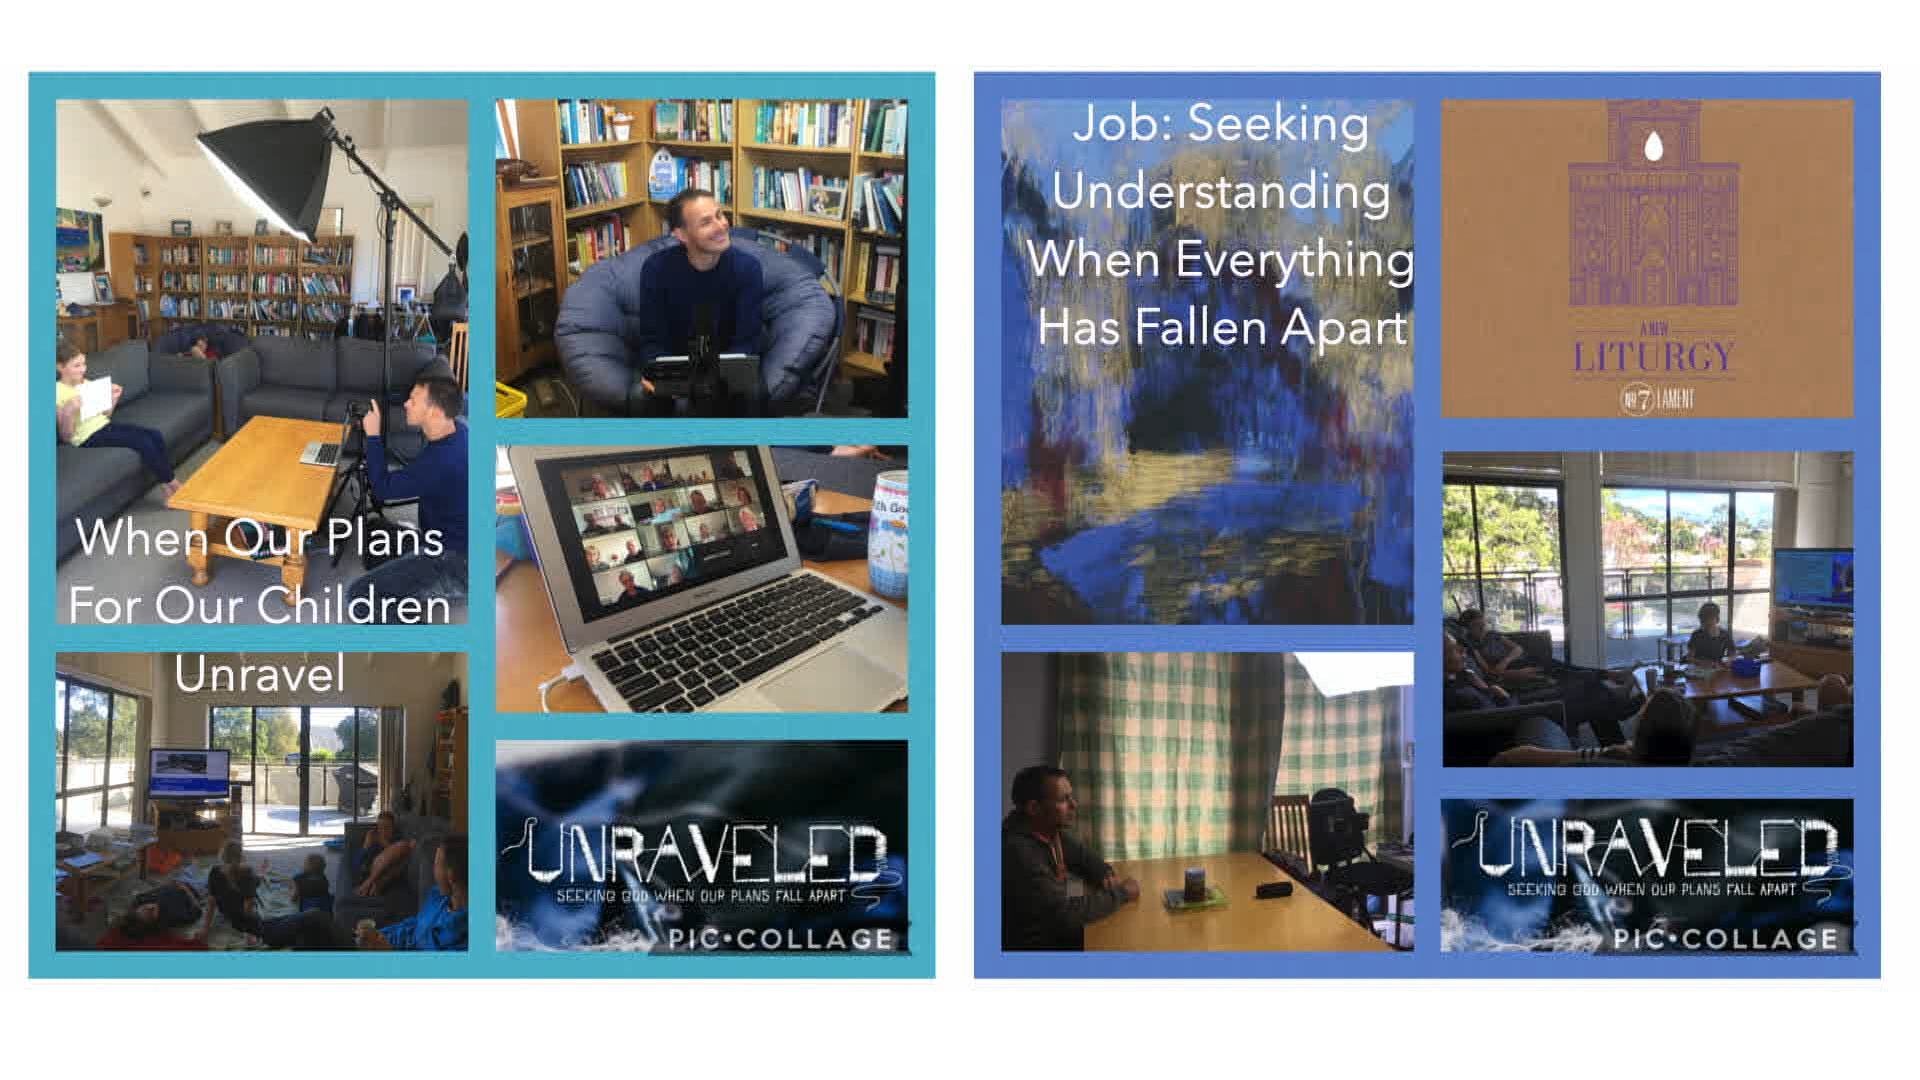 When Our Plans
For Our Children
Unravel
UNRAVELED
SEEKING GOD WHEN OUR PLANS FALL APART
PIC•COLLAGE
Job: Seeking
Understanding
When Everything
Has Fallen Apart
A NEW
LITURGY
No 7 LAMENT
UNRAVELED
SEEKING GOD WHEN OUR PLANS FALL APART
PIC•COLLAGE